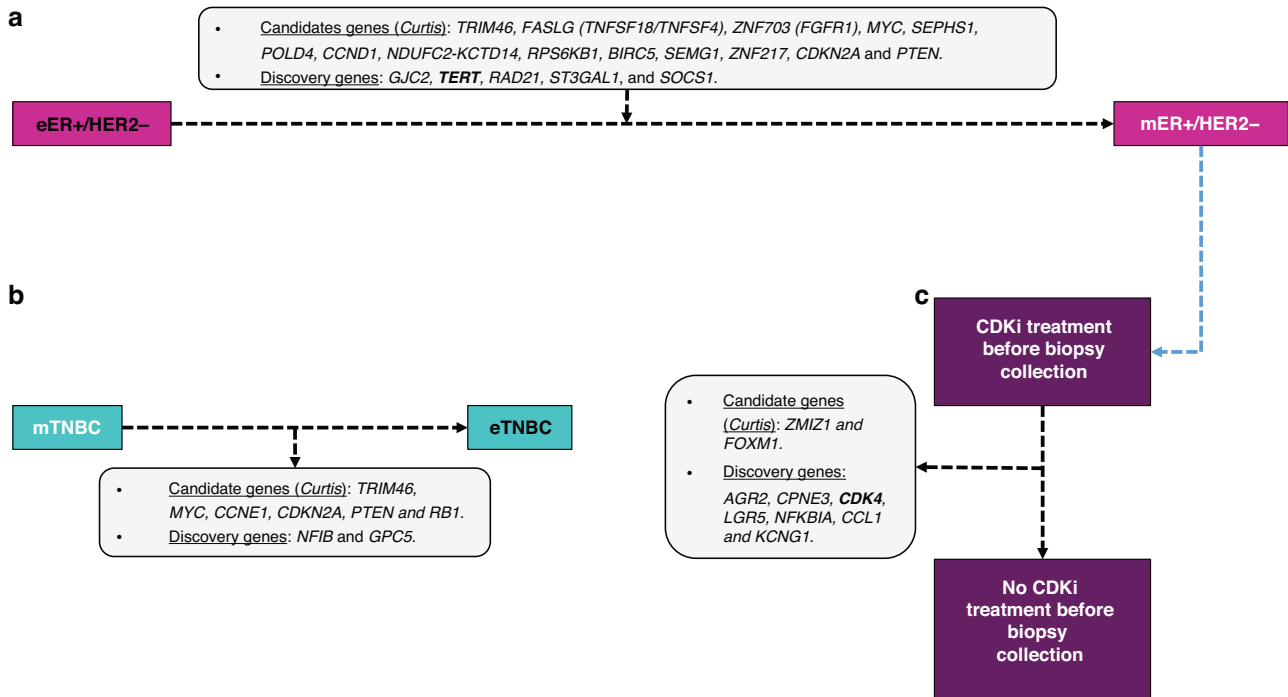 a
• Candidates genes (Curtis): TRIM46, FASLG (TNFSF18/TNFSF4), ZNF703 (FGFR1), MYC, SEPHS1,
POLD4, CCND1, NDUFC2-KCTD14, RPS6KB1, BIRC5, SEMG1, ZNF217, CDKN2A and PTEN.
• Discovery genes: GJC2, TERT, RAD21, ST3GAL1, and SOCS1.
eER+/HER2–
mER+/HER2–
b
mTNBC
eTNBC
• Candidate genes (Curtis): TRIM46,
MYC, CCNE1, CDKN2A, PTEN and RB1.
• Discovery genes: NFIB and GPC5.
c
CDKi treatment
before biopsy
collection
• Candidate genes
(Curtis): ZMIZ1 and
FOXM1.
• Discovery genes:
AGR2, CPNE3, CDK4,
LGR5, NFKBIA, CCL1
and KCNG1.
No CDKi
treatment before
biopsy
collection